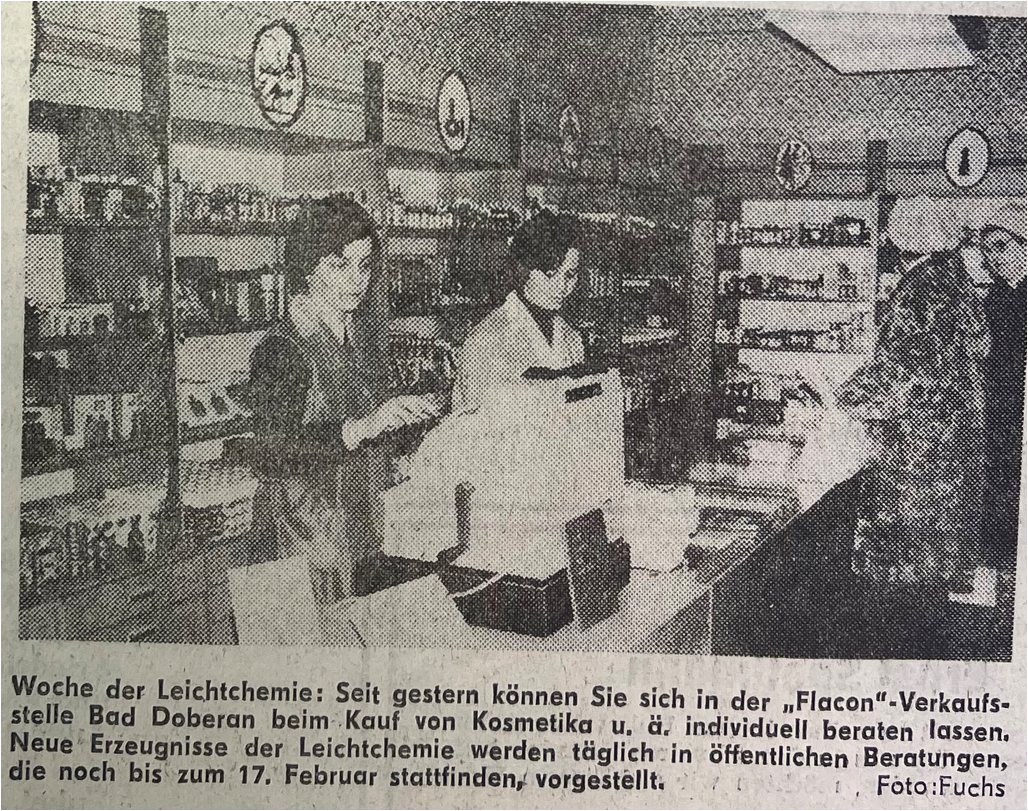 Woche der Leichtchemie: Seit gestern können Sie sich in der „Flacon“-Verkaufs-
stelle Bad Doberan beim Kauf von Kosmetika u. ä. individuell beraten lassen.
Neue Erzeugnisse der Leichtchemie werden täglich in öffentlichen Beratungen,
die noch bis zum 17. Februar stattfinden, vorgestellt. Foto: Fuchs